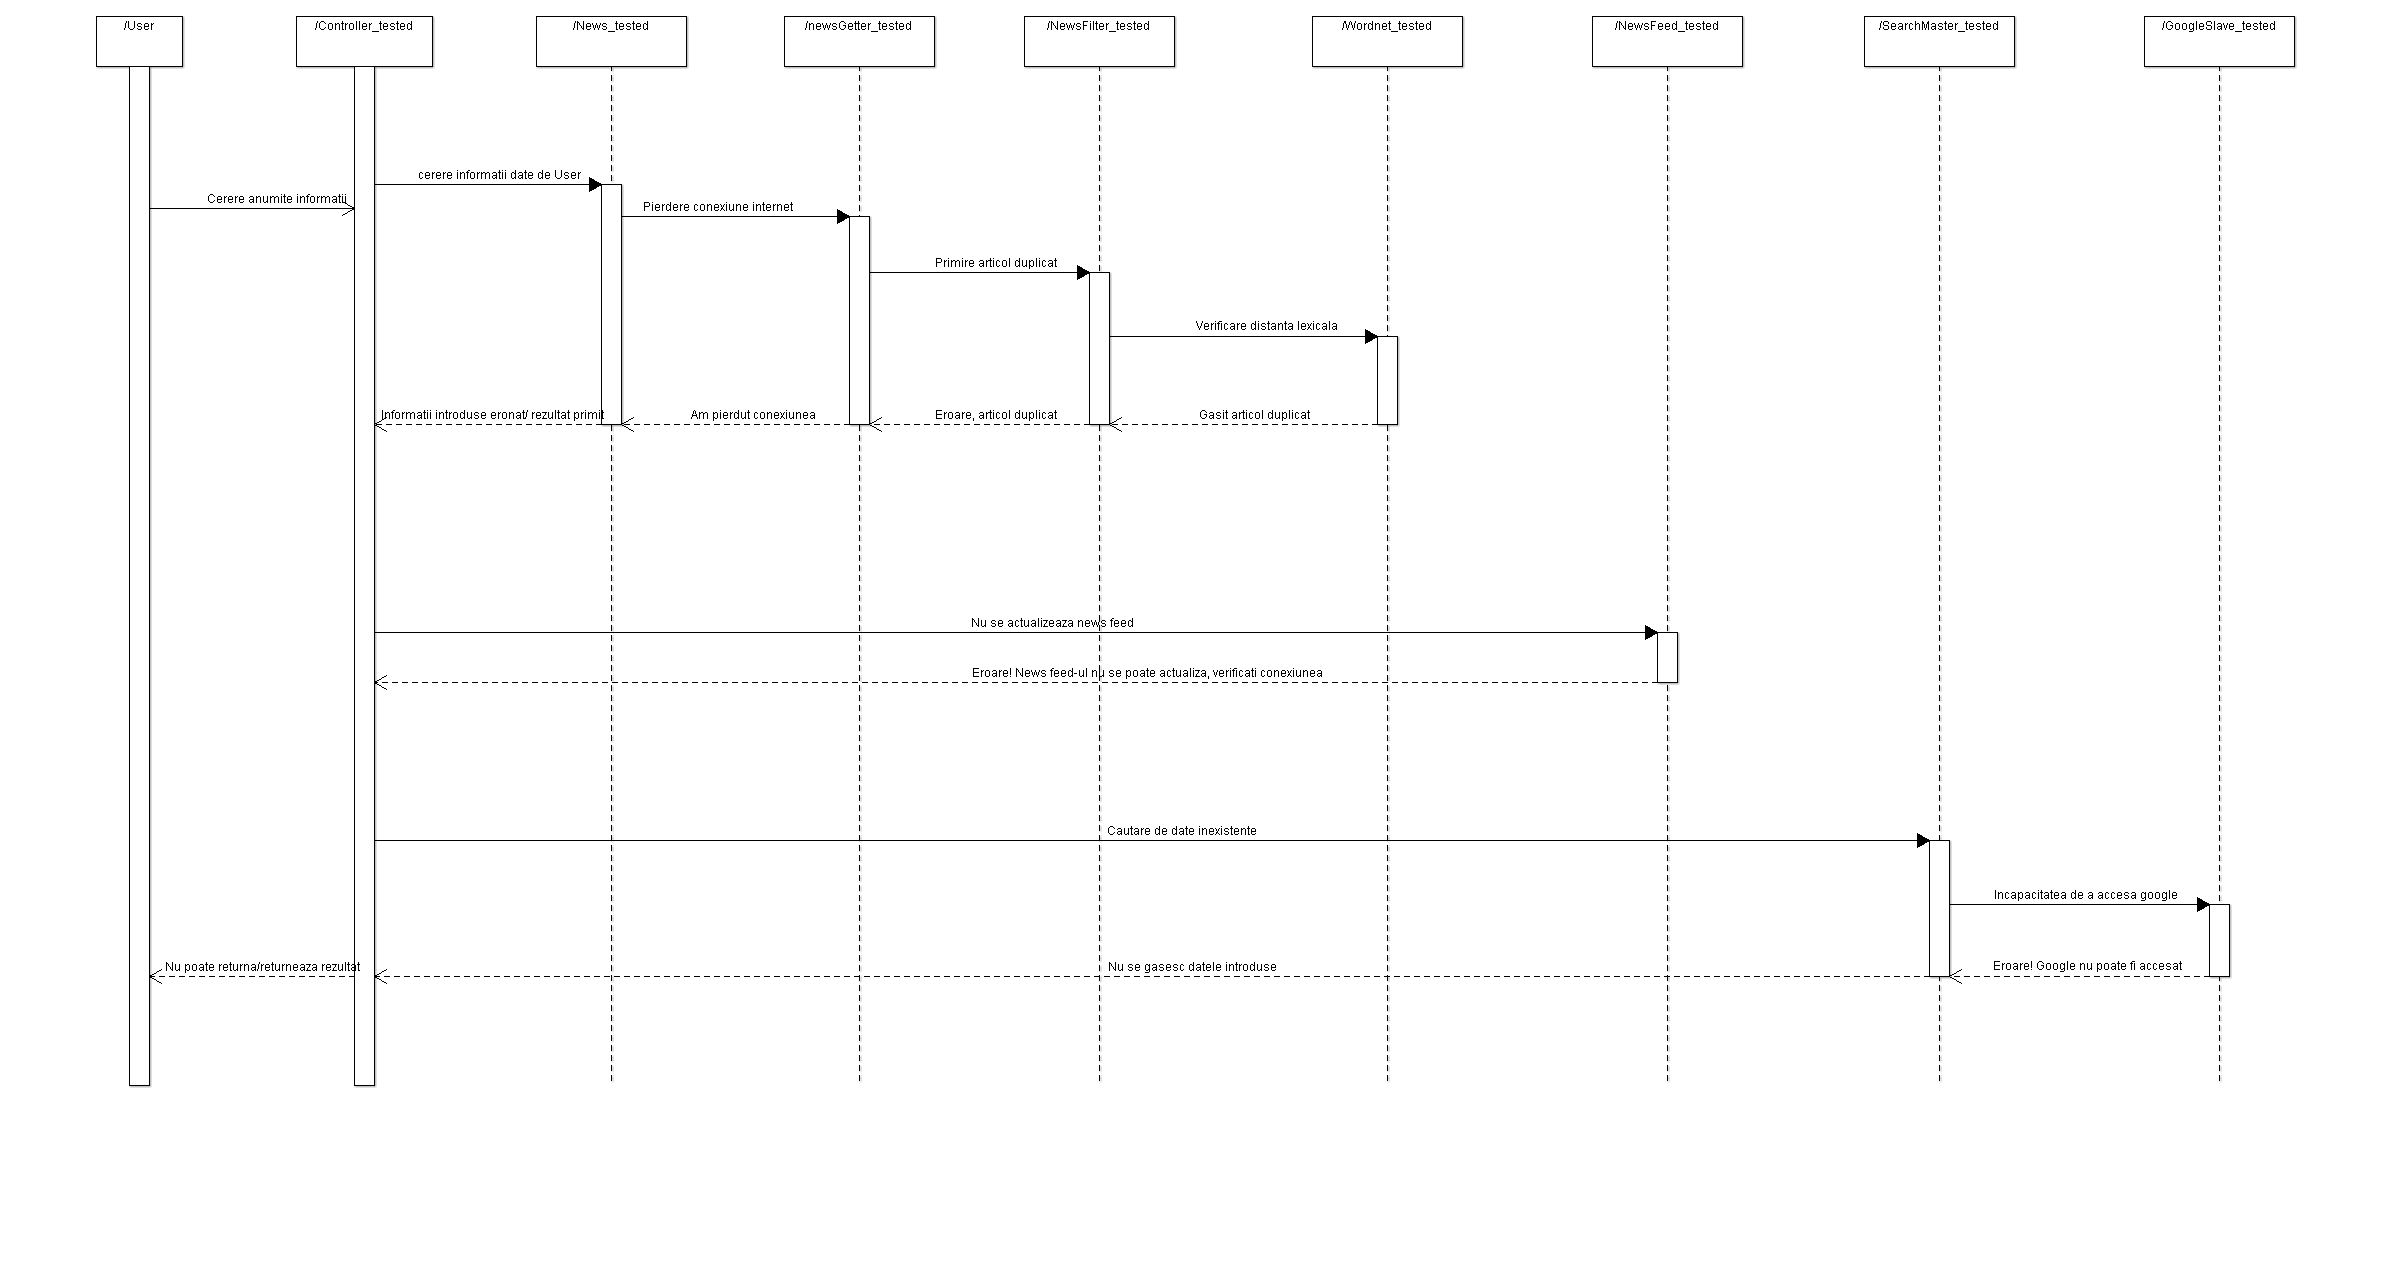 /User
/Controller_tested
/News_tested
/newsGetter_tested
/NewsFilter_tested
/Wordnet_tested
/NewsFeed_tested
/SearchMaster_tested
/GoogleSlave_tested
cerere informatii date de User
Cerere anumite informatii
Pierdere conexiune internet
Primire articol duplicat
Verificare distanta lexicala
Informatii introduse eronat/ rezultat primit
Am pierdut conexiunea
Eroare, articol duplicat
Gasit articol duplicat
Nu se actualizeaza news feed
Eroare! News feed-ul nu se poate actualiza, verificati conexiunea
Cautare de date inexistente
Incapacitatea de a accesa google
Nu poate returna/returneaza rezultat
Nu se gasesc datele introduse
Eroare! Google nu poate fi accesat